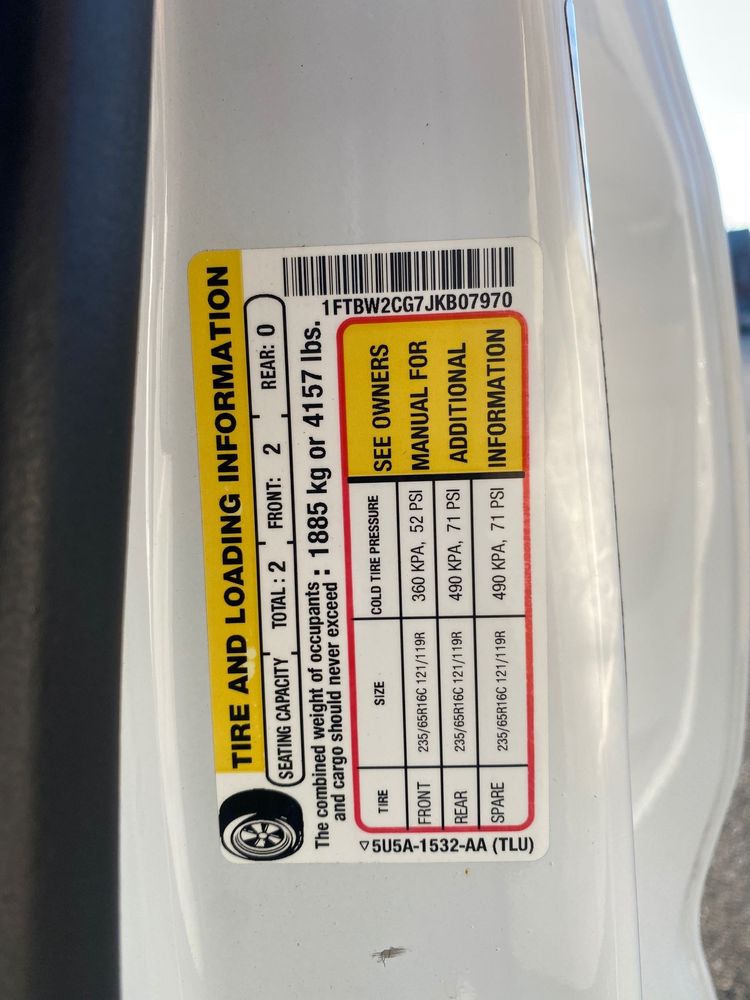 TIRE AND LOADING INFORMATION
SEATING CAPACITY TOTAL : 2 FRONT: 2 REAR: 0
The combined weight of occupants
and cargo should never exceed : 1885 kg or 4157 lbs.
TIRE SIZE COLD TIRE PRESSURE
FRONT 235/65R16C 121/119R 360 KPA, 52 PSI
REAR 235/65R16C 121/119R 490 KPA, 71 PSI
SPARE 235/65R16C 121/119R 490 KPA, 71 PSI
SEE OWNERS
MANUAL FOR
ADDITIONAL
INFORMATION
5U5A-1532-AA (TLU)
1FTBW2CG7JKB07970